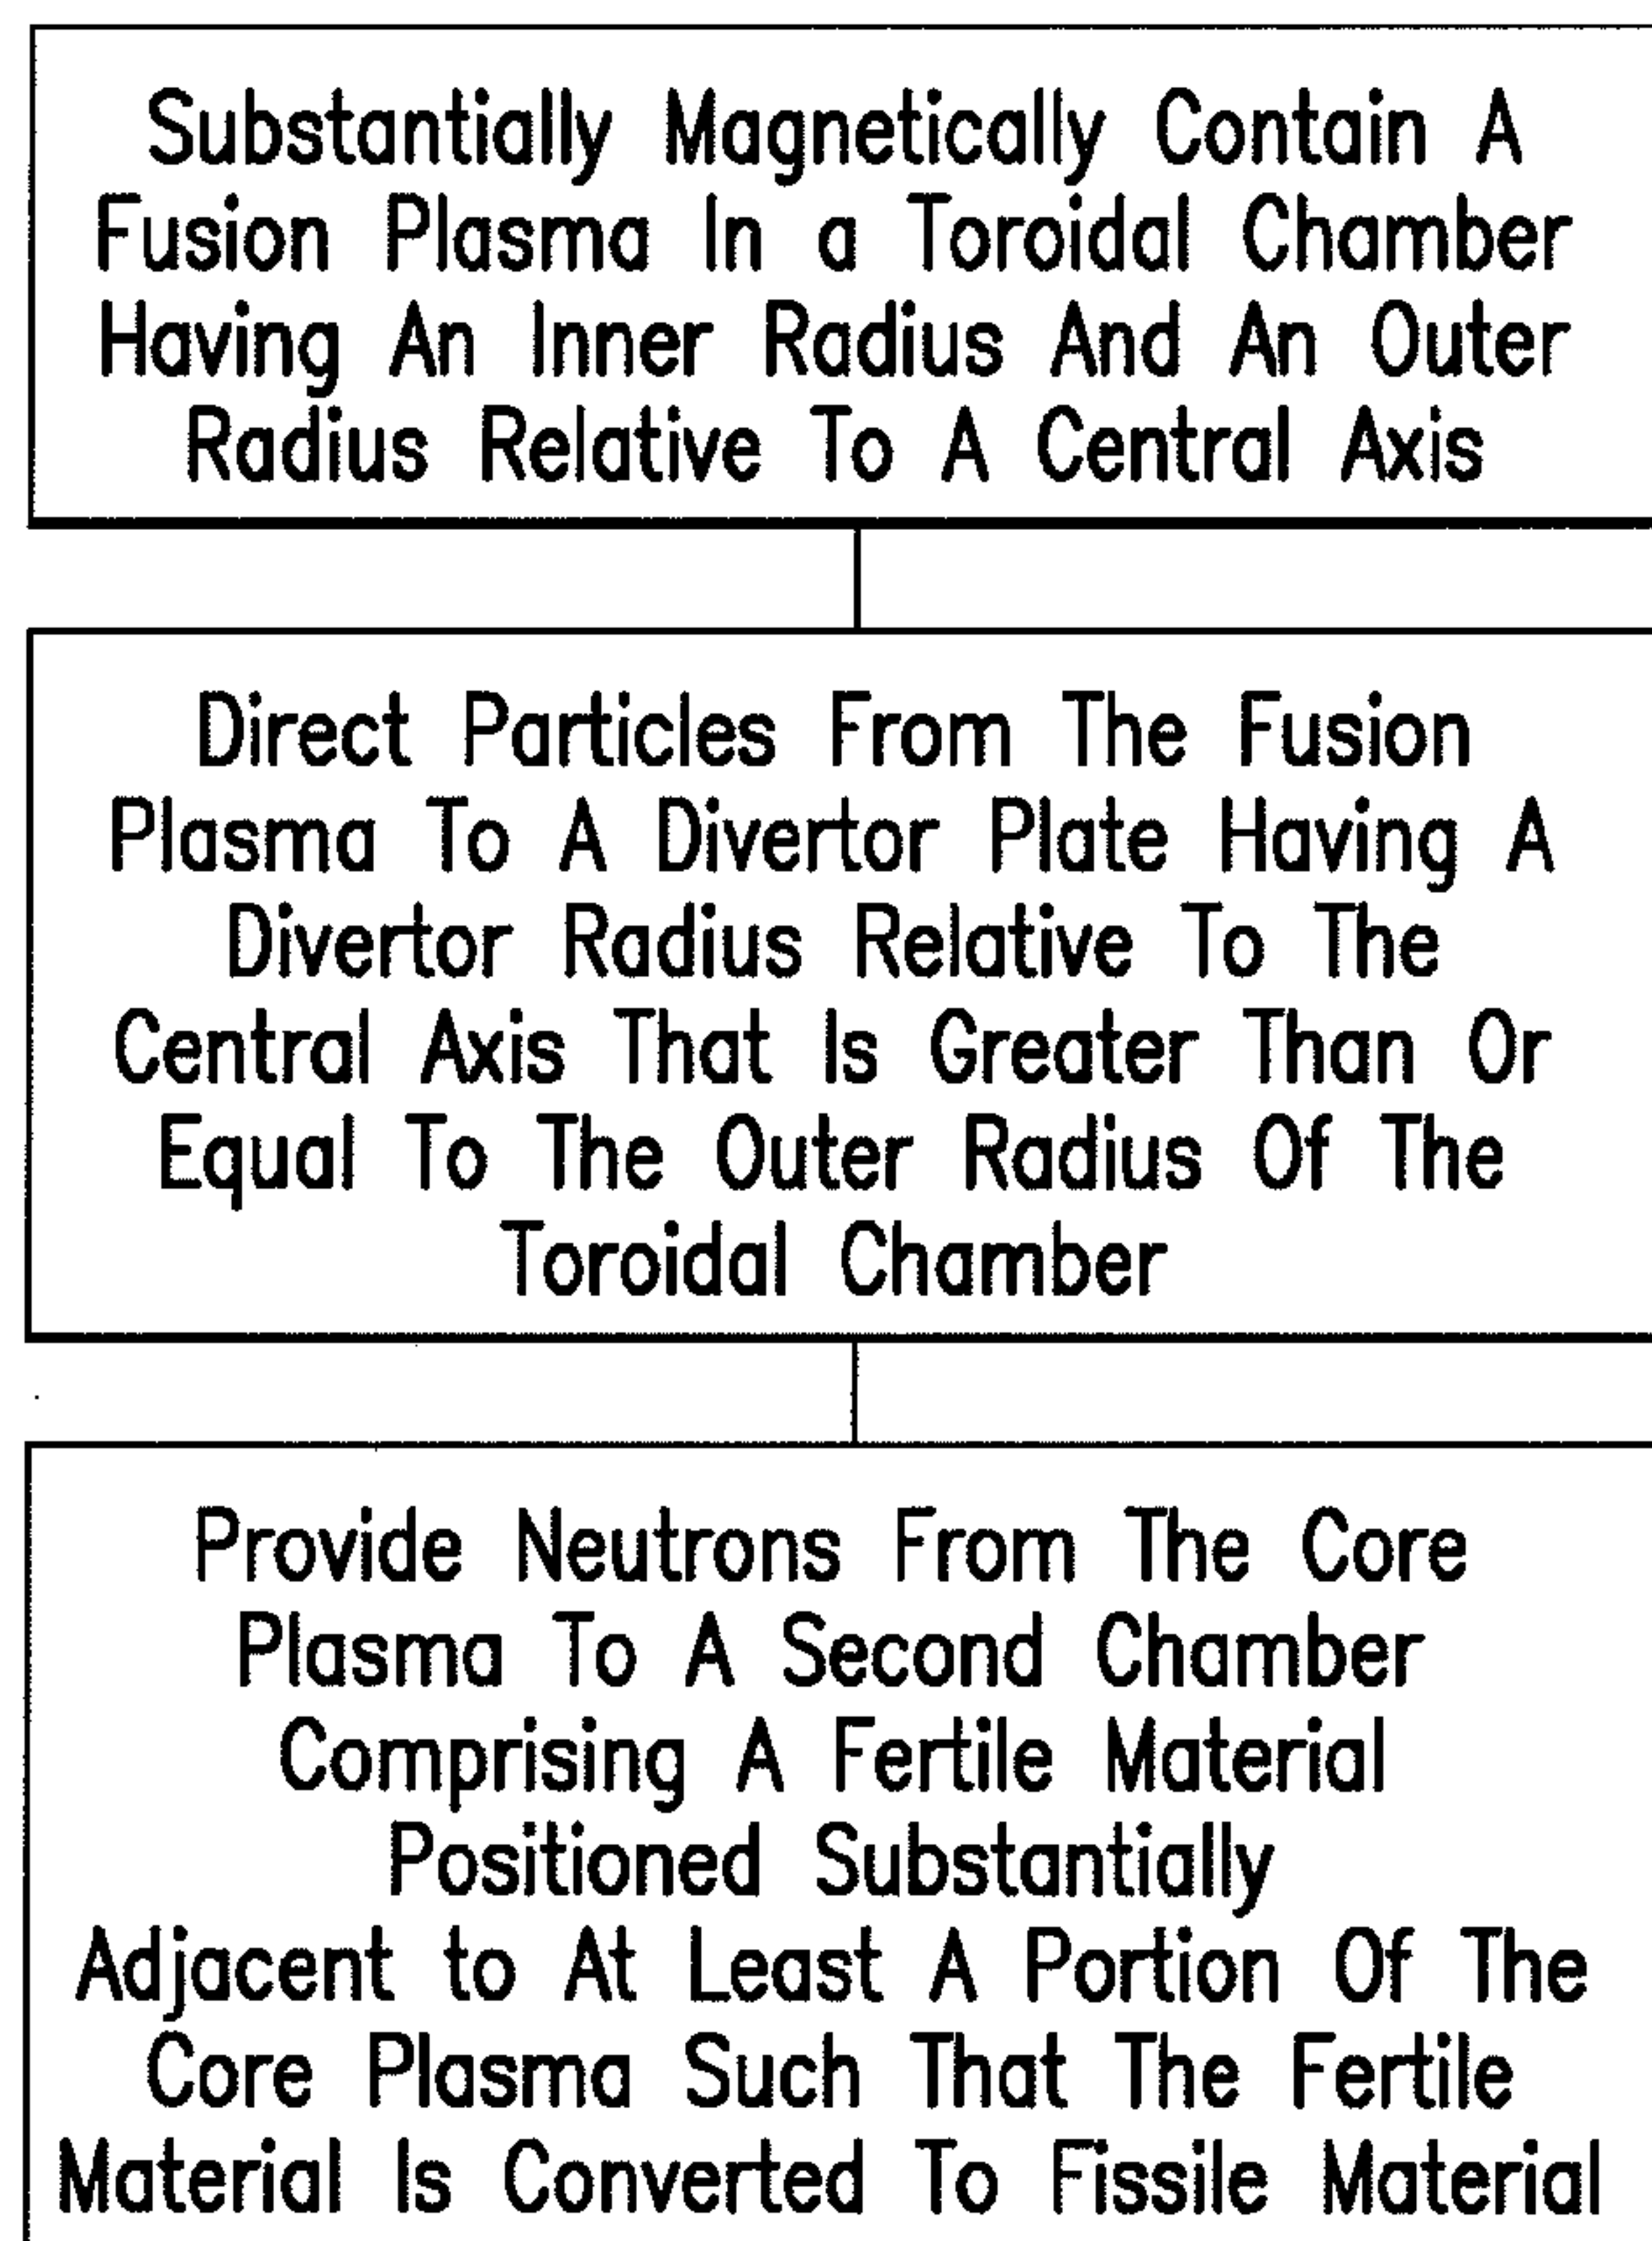 Substantially Magnetically Contain A
Fusion Plasma In a Toroidal Chamber
Having An Inner Radius And An Outer
Radius Relative To A Central Axis
Direct Particles From The Fusion
Plasma To A Divertor Plate Having A
Divertor Radius Relative To The
Central Axis That Is Greater Than Or
Equal To The Outer Radius Of The
Toroidal Chamber
Provide Neutrons From The Core
Plasma To A Second Chamber
Comprising A Fertile Material
Positioned Substantially
Adjacent to At Least A Portion Of The
Core Plasma Such That The Fertile
Material Is Converted To Fissile Material